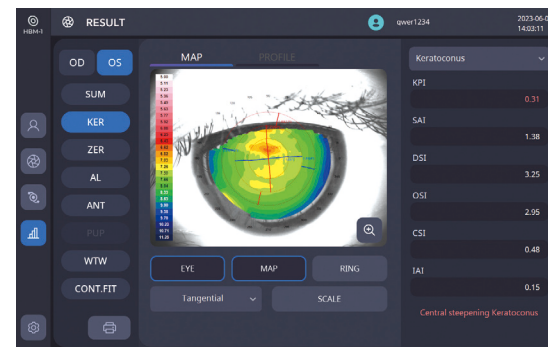 HBM-1
RESULT
qwer1234
2023-06-0
14:03:11
OD
OS
SUM
KER
ZER
AL
ANT
PUP
WTW
CONT.FIT
MAP
PROFILE
EYE
MAP
RING
Tangential
SCALE
Keratoconus
KPI
0.31
SAI
1.38
DSI
3.25
OSI
2.95
CSI
0.48
IAI
0.15
Central steepening Keratoconus